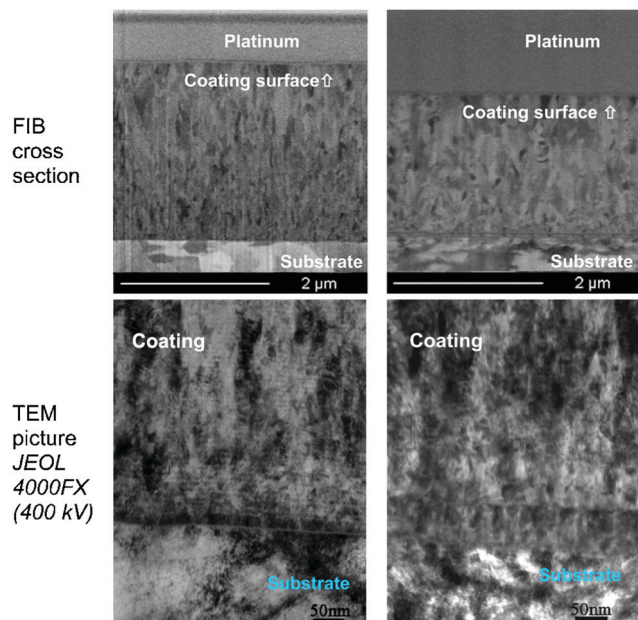 FIB
cross
section
Platinum
Coating surface⇧
Substrate
2 µm
Platinum
Coating surface ⇧
Substrate
2 µm
TEM
picture
JEOL
4000FX
(400 kV)
Coating
Substrate
50nm
Coating
Substrate
50nm